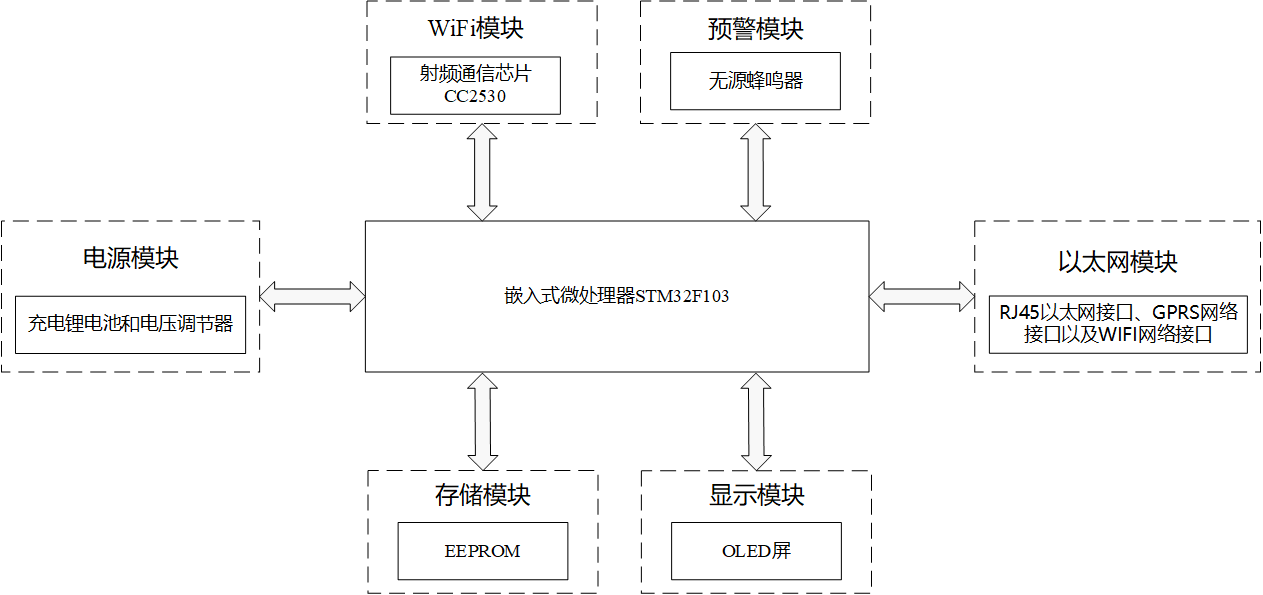 WiFi模块
射频通信芯片
CC2530
预警模块
无源蜂鸣器
电源模块
充电锂电池和电压调节器
嵌入式微处理器STM32F103
以太网模块
RJ45以太网接口、GPRS网络
接口以及WIFI网络接口
存储模块
EEPROM
显示模块
OLED屏